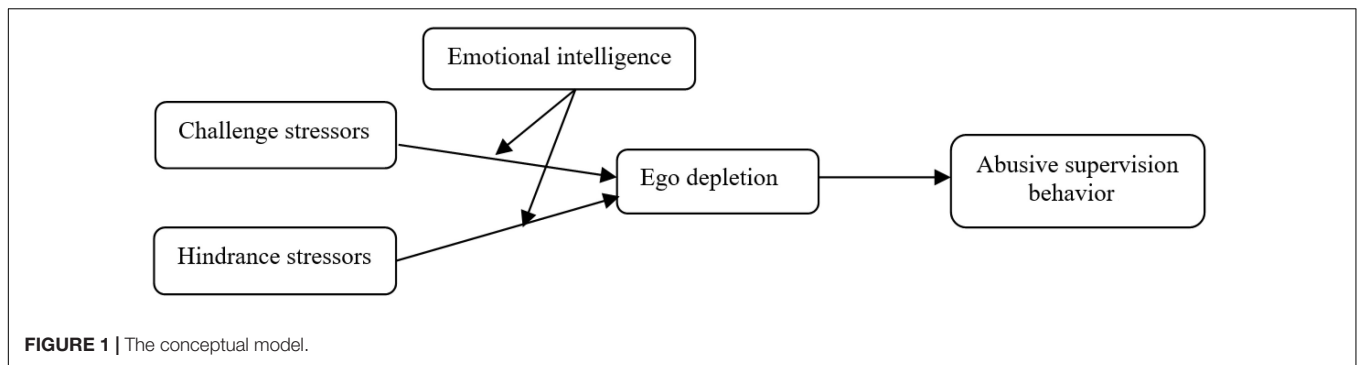 Emotional intelligence
Challenge stressors
Ego depletion
Abusive supervision
behavior
Hindrance stressors
FIGURE 1 | The conceptual model.